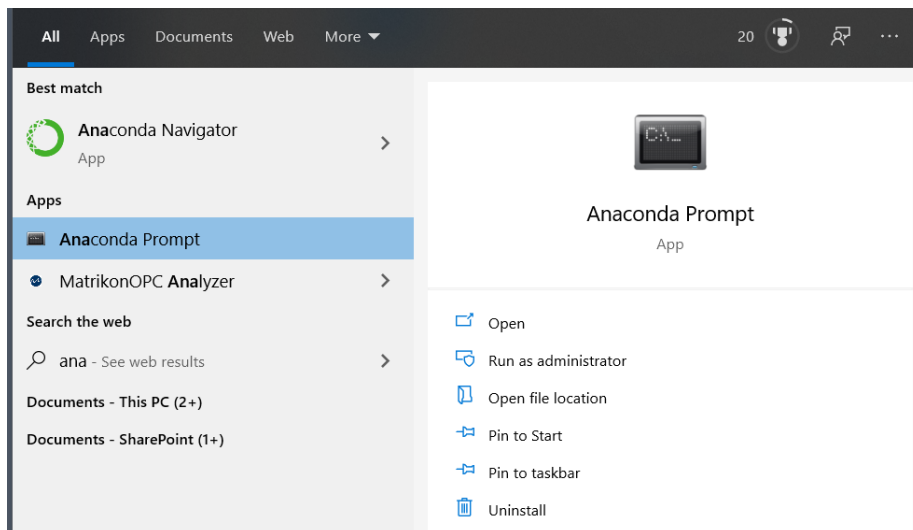 All Apps Documents Web More 20 ...
Best match
Anaconda Navigator
App
Apps
Anaconda Prompt
MatrikonOPC Analyzer
Search the web
ana - See web results
Documents - This PC (2+)
Documents - SharePoint (1+)
C:\_
Anaconda Prompt
App
Open
Run as administrator
Open file location
Pin to Start
Pin to taskbar
Uninstall